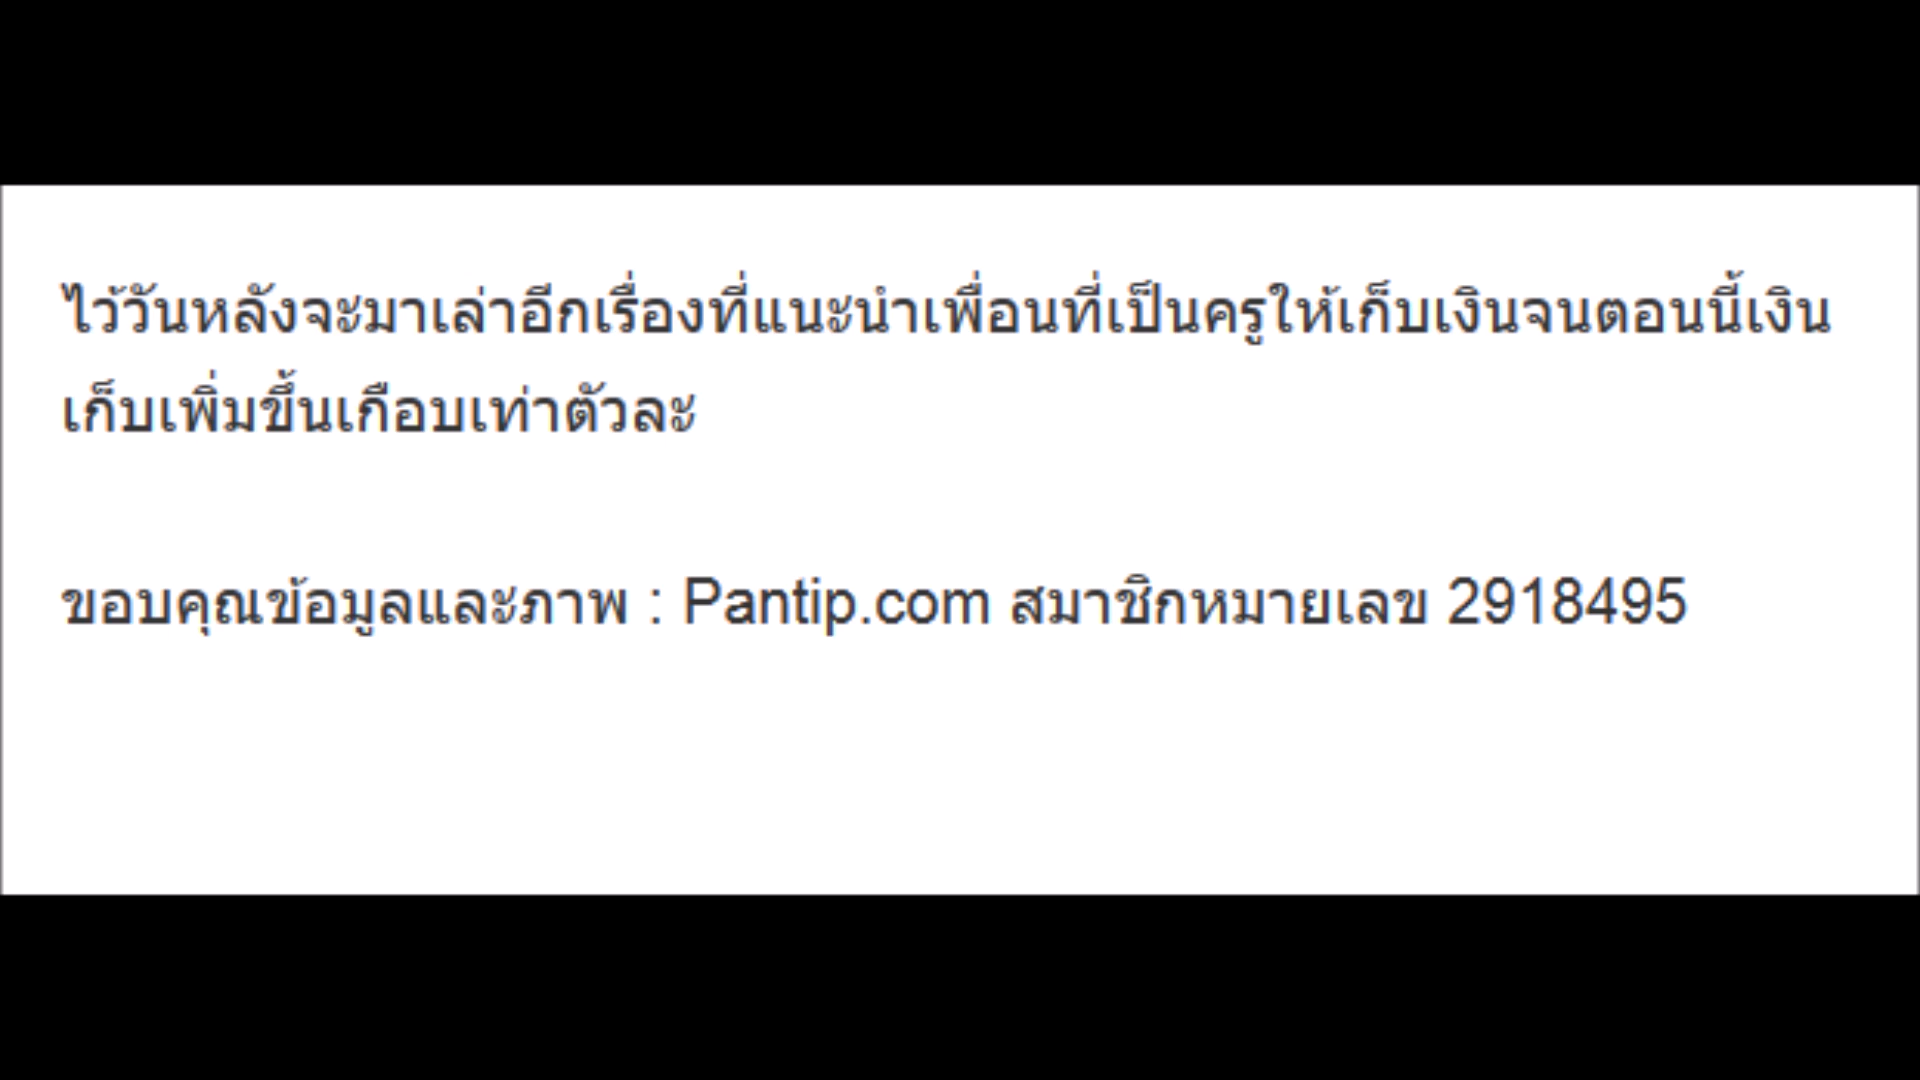 ไว้วันหลังจะมาเล่าอีกเรื่องที่แนะนำเพื่อนที่เป็นครูให้เก็บเงินจนตอนนี้เงิน
เก็บเพิ่มขึ้นเกือบเท่าตัวละ
ขอบคุณข้อมูลและภาพ : Pantip.com สมาชิกหมายเลข 2918495